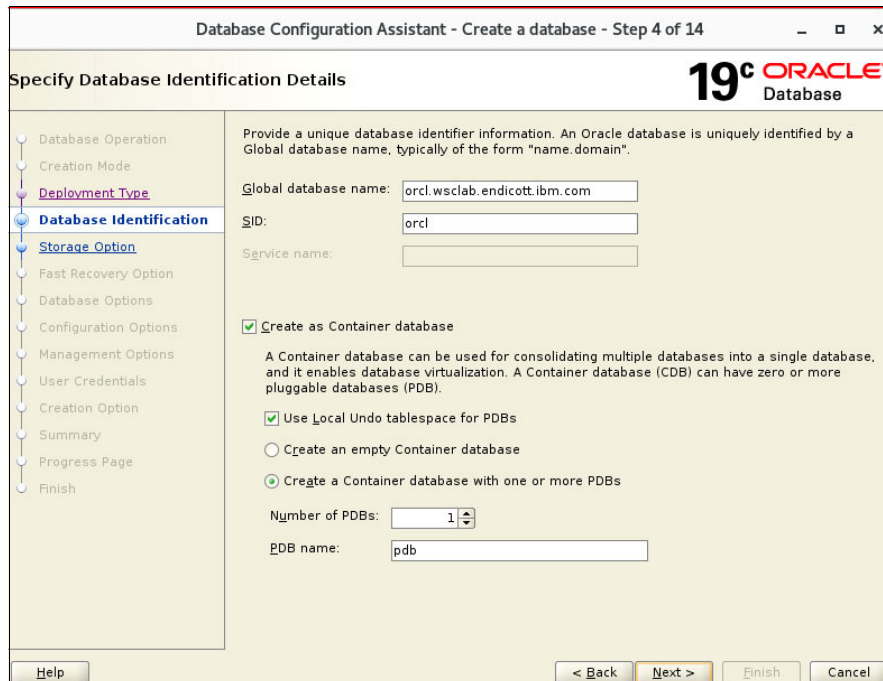 Database Configuration Assistant - Create a database - Step 4 of 14
Specify Database Identification Details
19c ORACLE
Database
Database Operation
Creation Mode
Deployment Type
Database Identification
Storage Option
Fast Recovery Option
Database Options
Configuration Options
Management Options
User Credentials
Creation Option
Summary
Progress Page
Finish
Provide a unique database identifier information. An Oracle database is uniquely identified by a
Global database name, typically of the form "name.domain".
Global database name: orcl.wsclab.endicott.ibm.com
SID: orcl
Service name:
Create as Container database
A Container database can be used for consolidating multiple databases into a single database,
and it enables database virtualization. A Container database (CDB) can have zero or more
pluggable databases (PDB).
Use Local Undo tablespace for PDBs
Create an empty Container database
Create a Container database with one or more PDBs
Number of PDBs: 1
PDB name: pdb
Help < Back Next > Finish Cancel